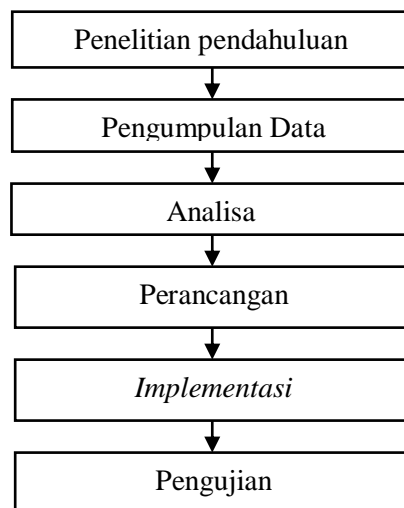 Penelitian pendahuluan
Pengumpulan Data
Analisa
Perancangan
Implementasi
Pengujian